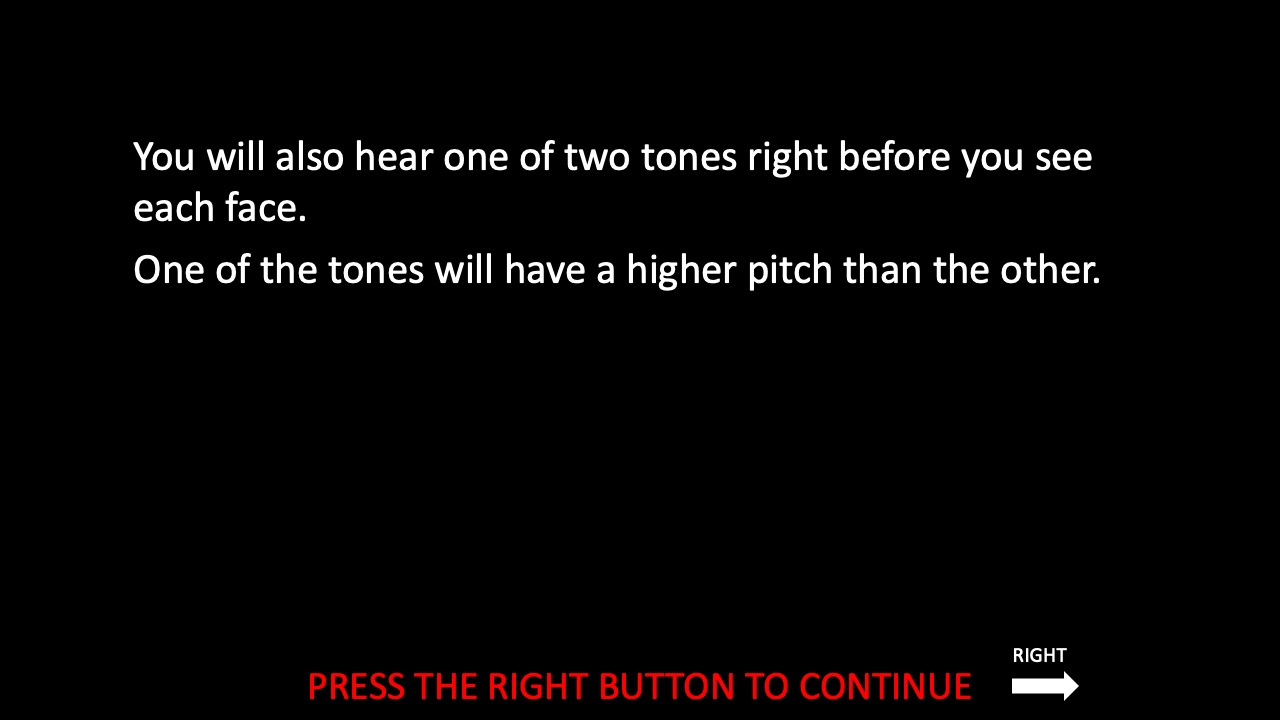 You will also hear one of two tones right before you see
each face.
One of the tones will have a higher pitch than the other.
RIGHT
PRESS THE RIGHT BUTTON TO CONTINUE